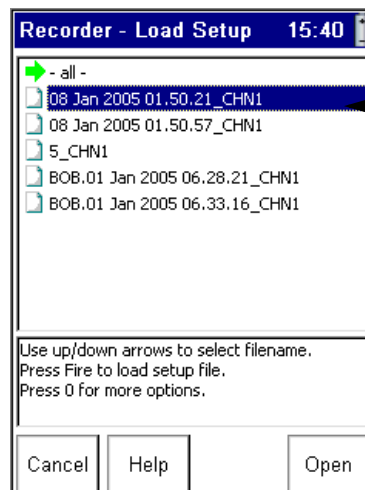 Recorder - Load Setup 15:40
- all -
08 Jan 2005 01.50.21_CHN1
08 Jan 2005 01.50.57_CHN1
5_CHN1
BOB.01 Jan 2005 06.28.21_CHN1
BOB.01 Jan 2005 06.33.16_CHN1
Use up/down arrows to select filename.
Press Fire to load setup file.
Press 0 for more options.
Cancel Help Open